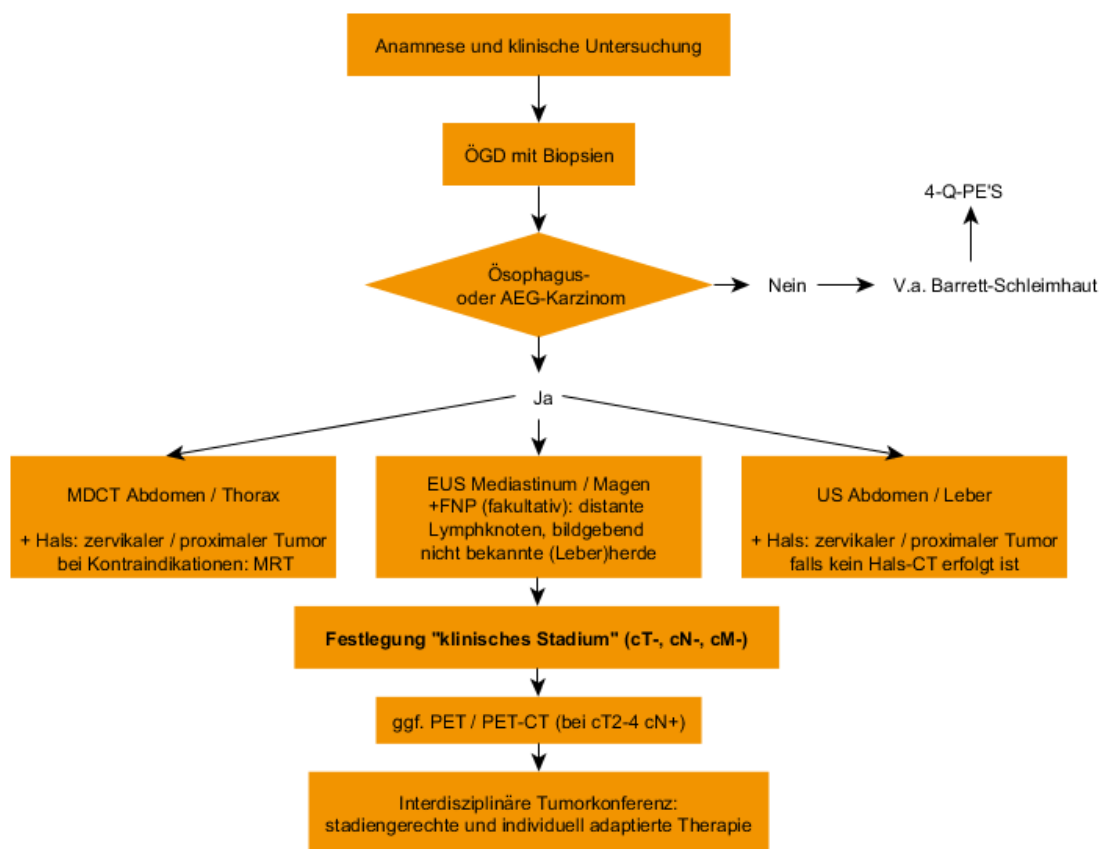 Anamnese und klinische Untersuchung
ÖGD mit Biopsien
4-Q-PE'S
Ösophagus-
oder AEG-Karzinom
Nein
V.a. Barrett-Schleimhaut
Ja
MDCT Abdomen / Thorax
+ Hals: zervikaler / proximaler Tumor
bei Kontraindikationen: MRT
EUS Mediastinum / Magen
+FNP (fakultativ): distante
Lymphknoten, bildgebend
nicht bekannte (Leber)herde
US Abdomen / Leber
+ Hals: zervikaler / proximaler Tumor
falls kein Hals-CT erfolgt ist
Festlegung "klinisches Stadium" (cT-, cN-, cM-)
ggf. PET / PET-CT (bei cT2-4 cN+)
Interdisziplinäre Tumorkonferenz:
stadiengerechte und individuell adaptierte Therapie